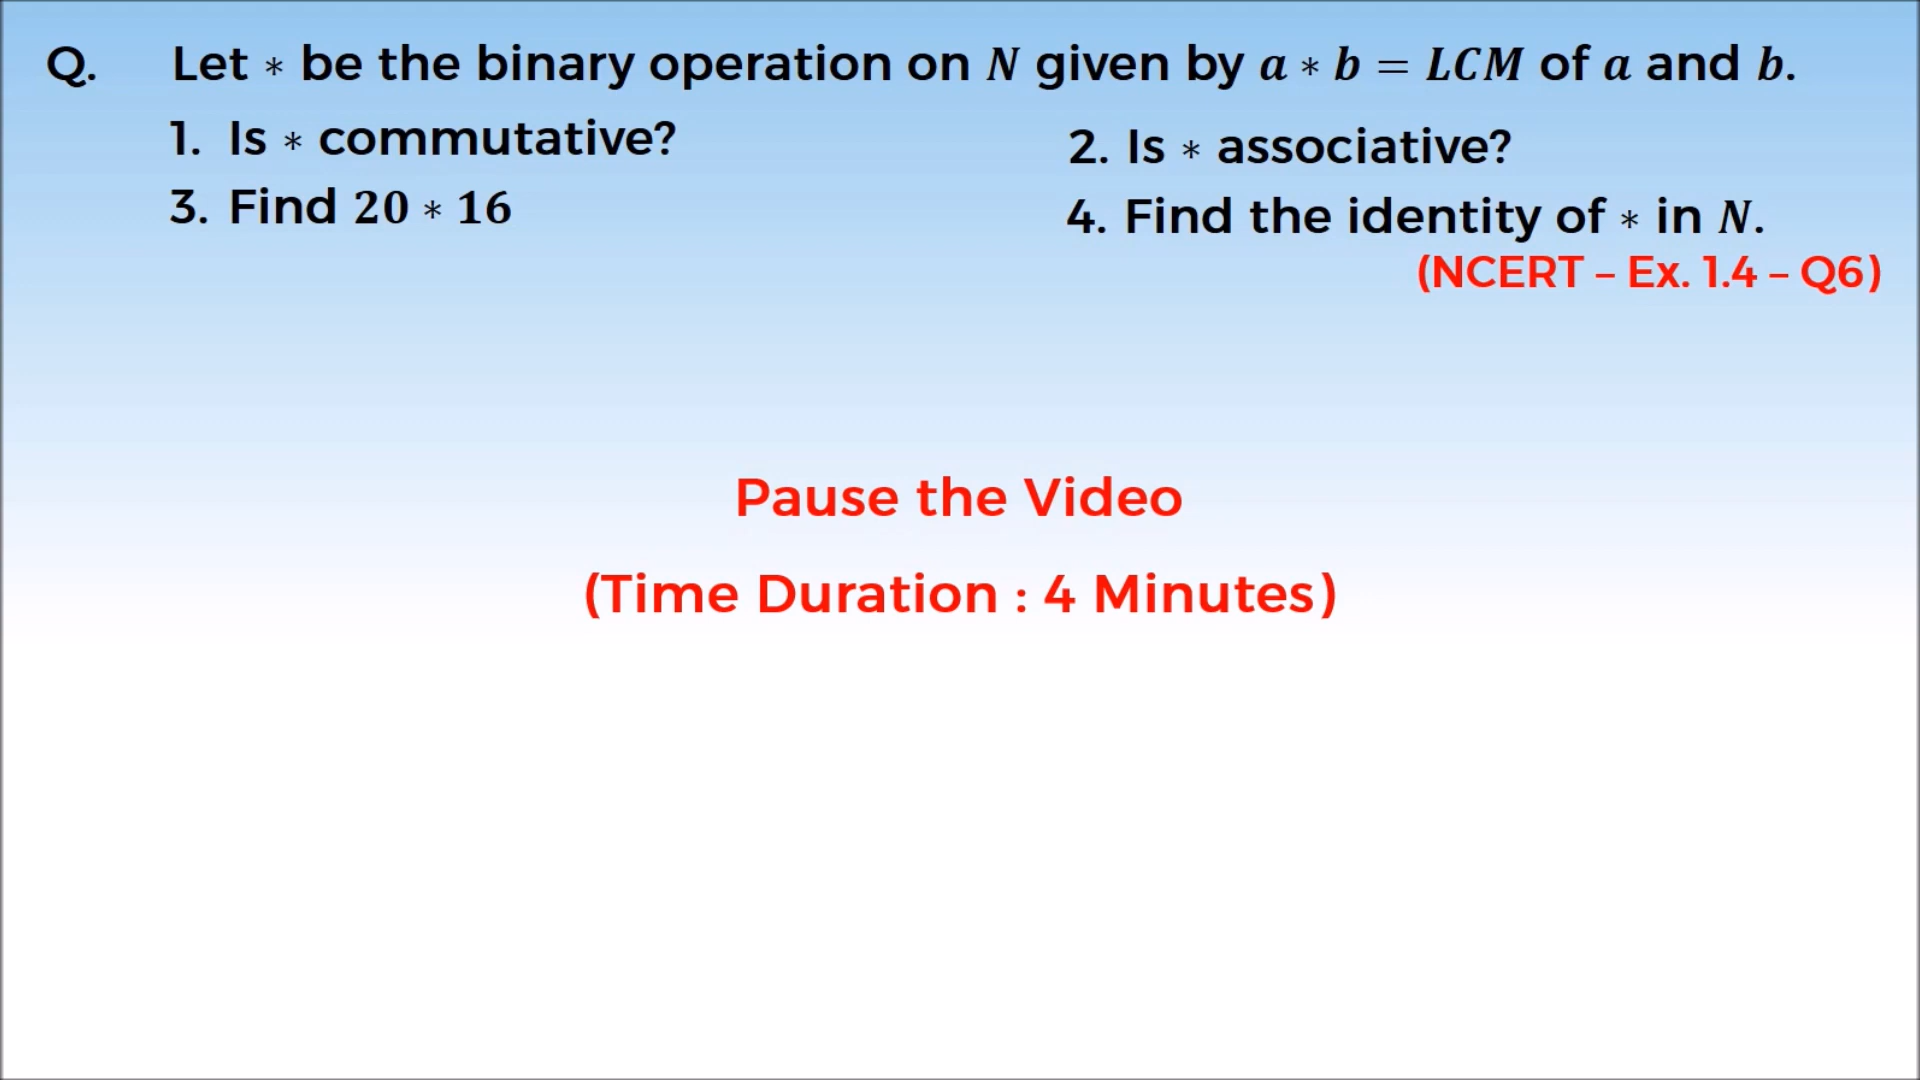 Q. Let ∗ be the binary operation on N given by a ∗ b = LCM of a and b.
1. Is ∗ commutative?
2. Is ∗ associative?
3. Find 20 ∗ 16
4. Find the identity of ∗ in N.
(NCERT – Ex. 1.4 – Q6)
Pause the Video
(Time Duration : 4 Minutes)